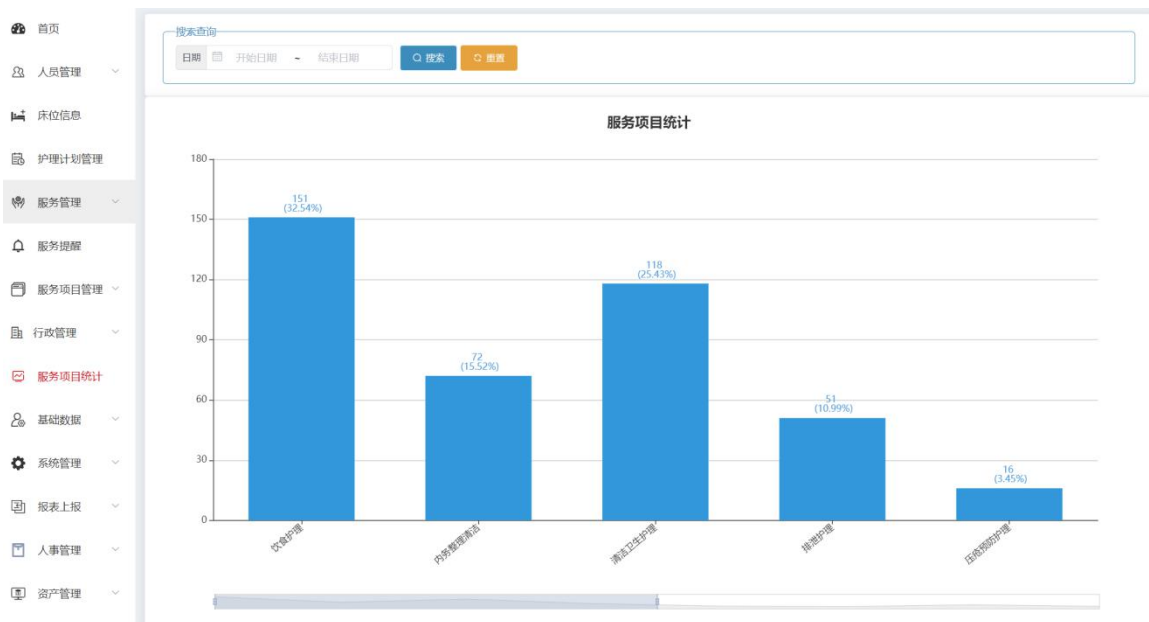 首页
人员管理
床位信息
护理计划管理
服务管理
服务提醒
服务项目管理
行政管理
服务项目统计
基础数据
系统管理
报表上报
人事管理
资产管理
搜索查询
日期 开始日期 ~ 结束日期 搜索 重置
服务项目统计
180
150
120
90
60
30
0
151
(32.54%)
72
(15.52%)
118
(25.43%)
51
(10.99%)
16
(3.45%)
饮食护理
内务整理清洁
清洁卫生护理
排泄护理
压疮预防护理